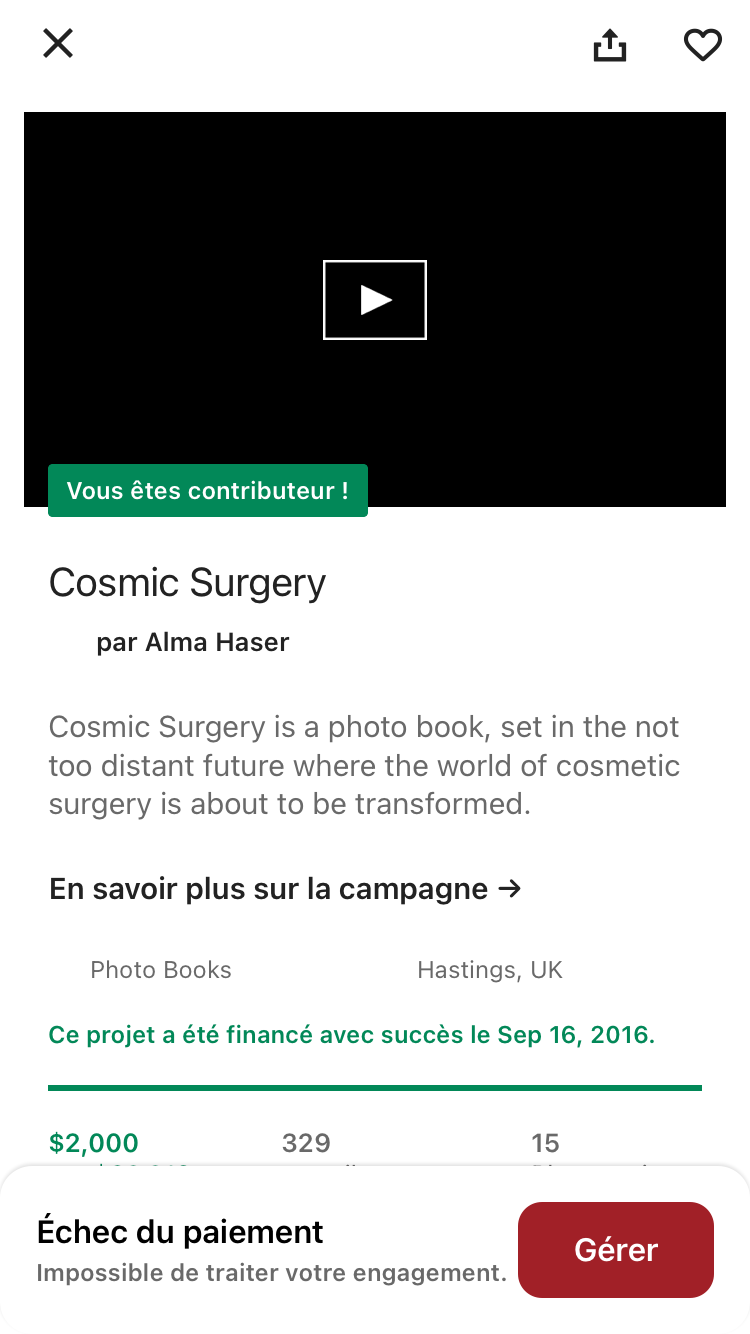 Vous êtes contributeur !
Cosmic Surgery
par Alma Haser
Cosmic Surgery is a photo book, set in the not
too distant future where the world of cosmetic
surgery is about to be transformed.
En savoir plus sur la campagne →
Photo Books
Hastings, UK
Ce projet a été financé avec succès le Sep 16, 2016.
$2,000
329
15
Échec du paiement
Impossible de traiter votre engagement.
Gérer